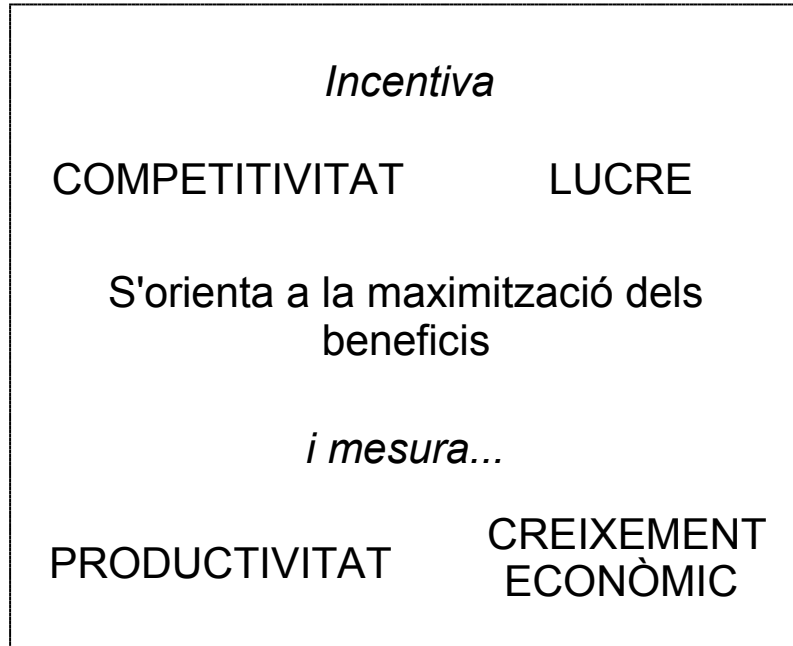 Incentiva
COMPETITIVITAT LUCRE
S'orienta a la maximització dels
beneficis
i mesura...
PRODUCTIVITAT
CREIXEMENT
ECONÒMIC